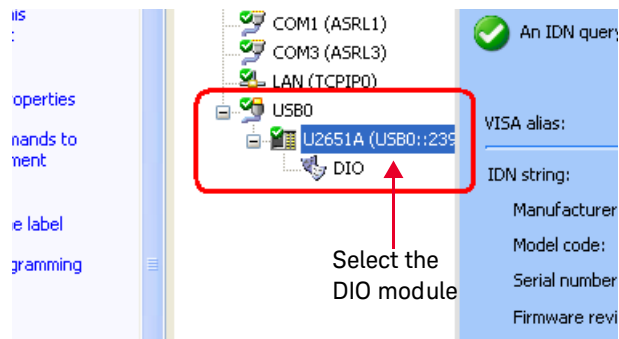 is
:
operties
mands to
ment
e label
gramming
COM1 (ASRL1)
COM3 (ASRL3)
LAN (TCPIP0)
USB0
U2651A (USB0::239
DIO
Select the
DIO module
An IDN query
VISA alias:
IDN string:
Manufacturer
Model code:
Serial number
Firmware revi